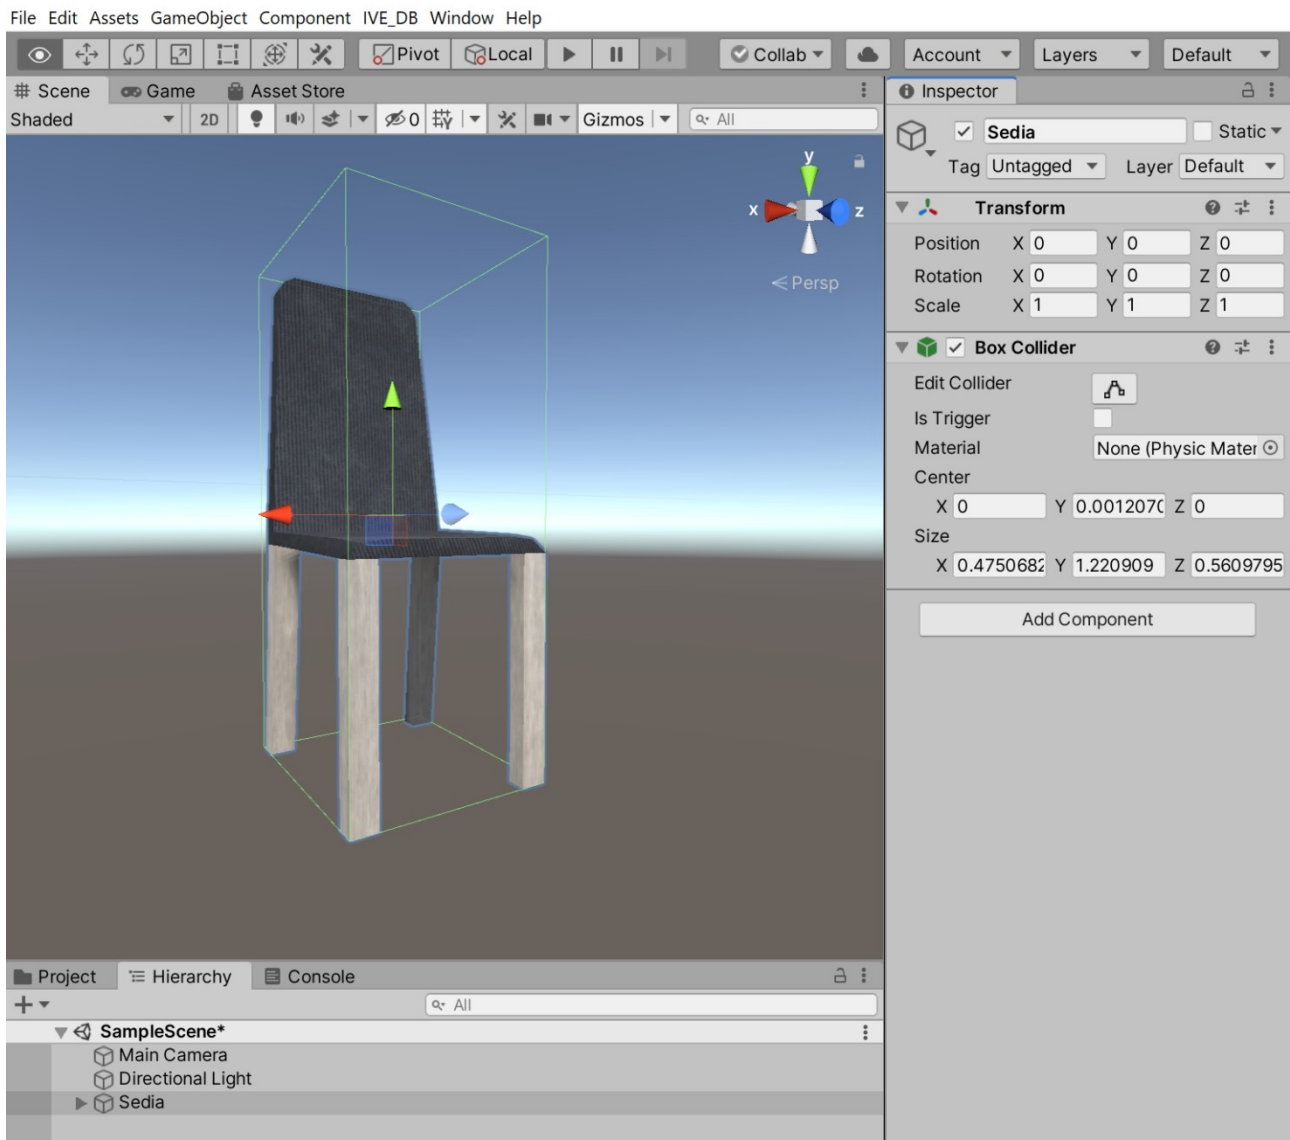 File Edit Assets GameObject Component IVE_DB Window Help
Pivot Local Collab Account Layers Default
Scene Game Asset Store
Shaded 2D 0 Gizmos All
y
x z
Persp
Inspector
Sedia Static
Tag Untagged Layer Default
Transform
Position X 0 Y 0 Z 0
Rotation X 0 Y 0 Z 0
Scale X 1 Y 1 Z 1
Box Collider
Edit Collider
Is Trigger
Material None (Physic Mater
Center
X 0 Y 0.0012070 Z 0
Size
X 0.4750682 Y 1.220909 Z 0.5609795
Add Component
Project Hierarchy Console
All
SampleScene*
Main Camera
Directional Light
Sedia